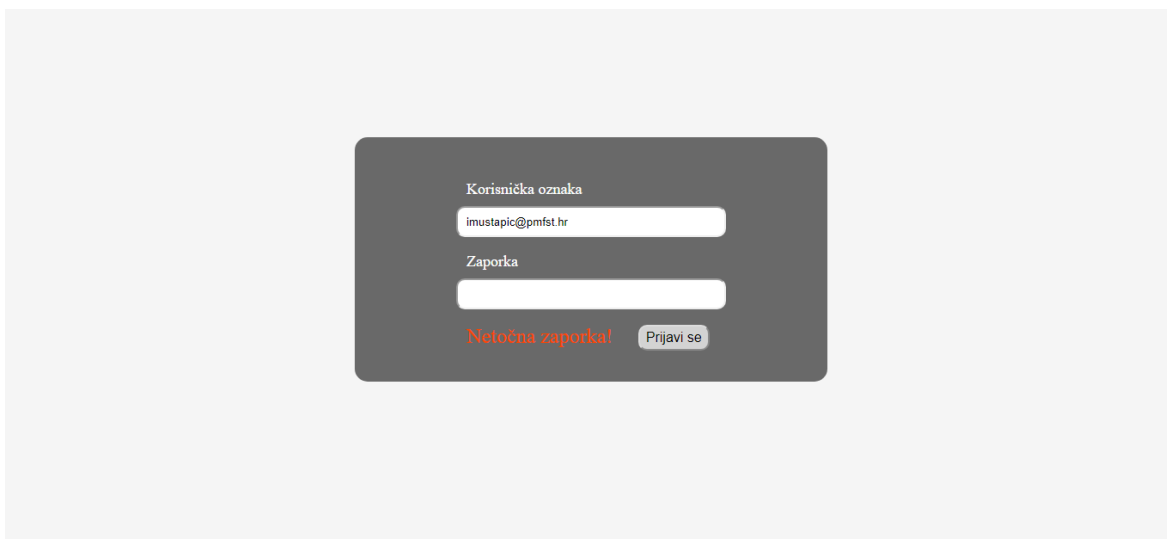 Korisnička oznaka
imustapic@pmfst.hr
Zaporka
Netočna zaporka! Prijavi se